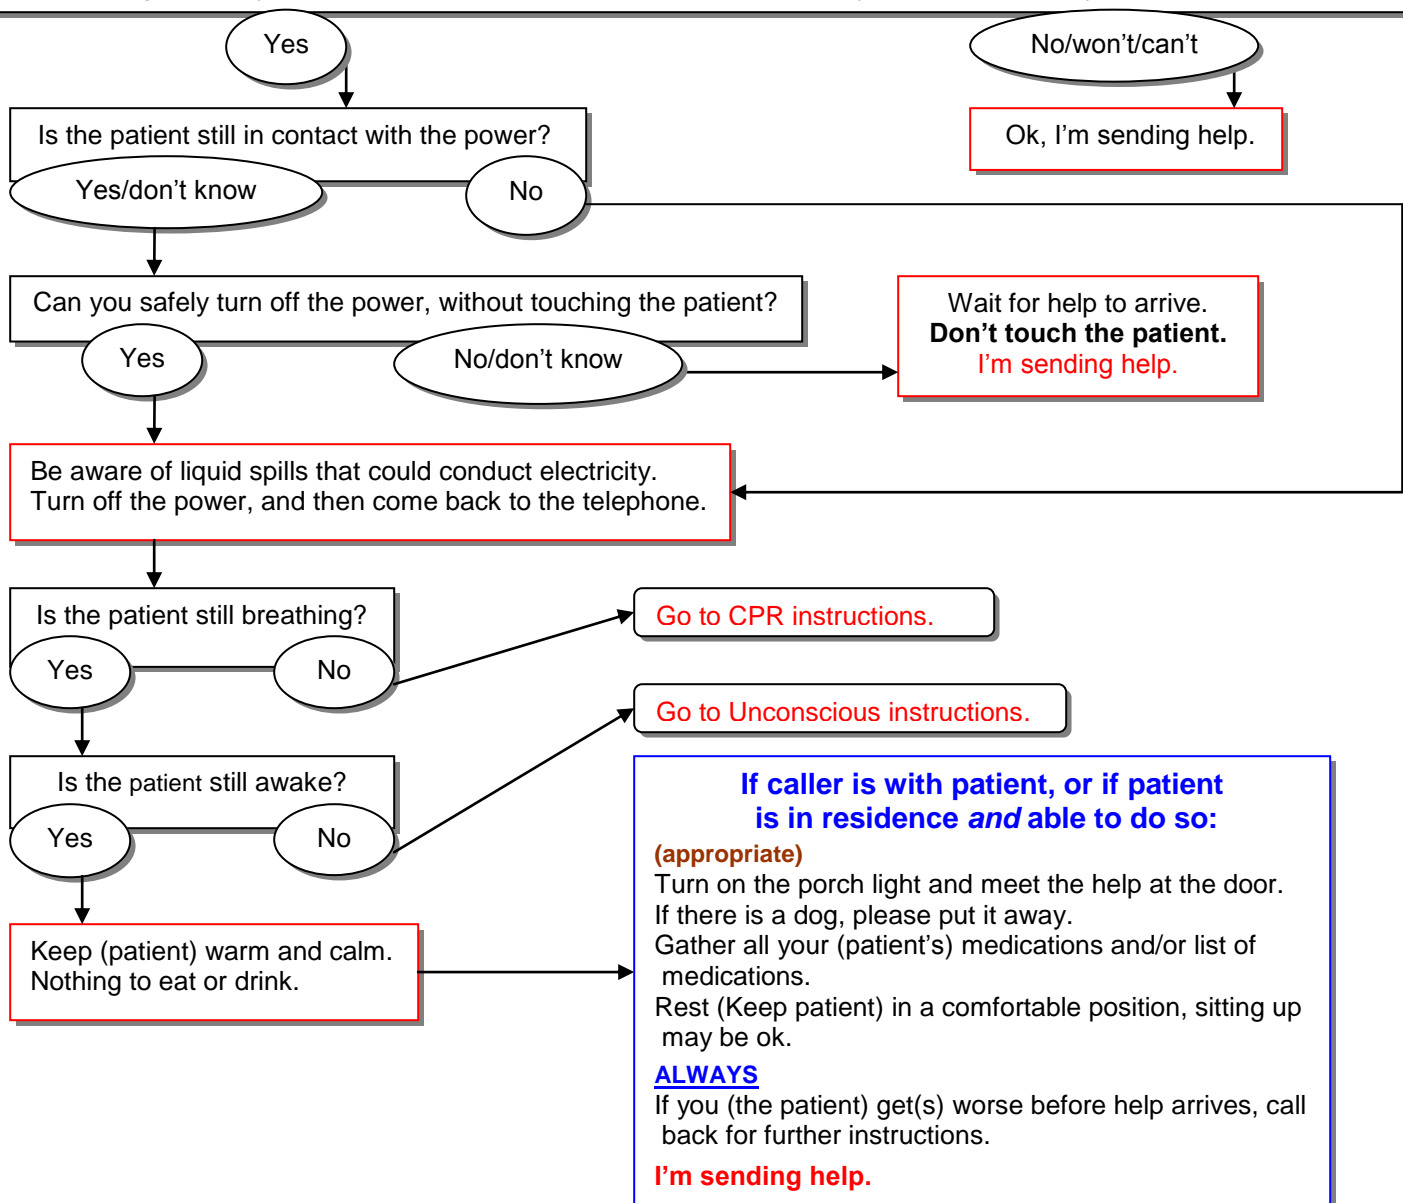 Yes
No/won't/can't
Is the patient still in contact with the power?
Ok, I'm sending help.
Yes/don't know
No
Can you safely turn off the power, without touching the patient?
Wait for help to arrive.
Don't touch the patient.
I'm sending help.
Yes
No/don't know
Be aware of liquid spills that could conduct electricity.
Turn off the power, and then come back to the telephone.
Is the patient still breathing?
Yes
No
Go to CPR instructions.
Go to Unconscious instructions.
Is the patient still awake?
Yes
No
Keep (patient) warm and calm.
Nothing to eat or drink.
If caller is with patient, or if patient
is in residence and able to do so:
(appropriate)
Turn on the porch light and meet the help at the door.
If there is a dog, please put it away.
Gather all your (patient's) medications and/or list of
medications.
Rest (Keep patient) in a comfortable position, sitting up
may be ok.
ALWAYS
If you (the patient) get(s) worse before help arrives, call
back for further instructions.
I'm sending help.